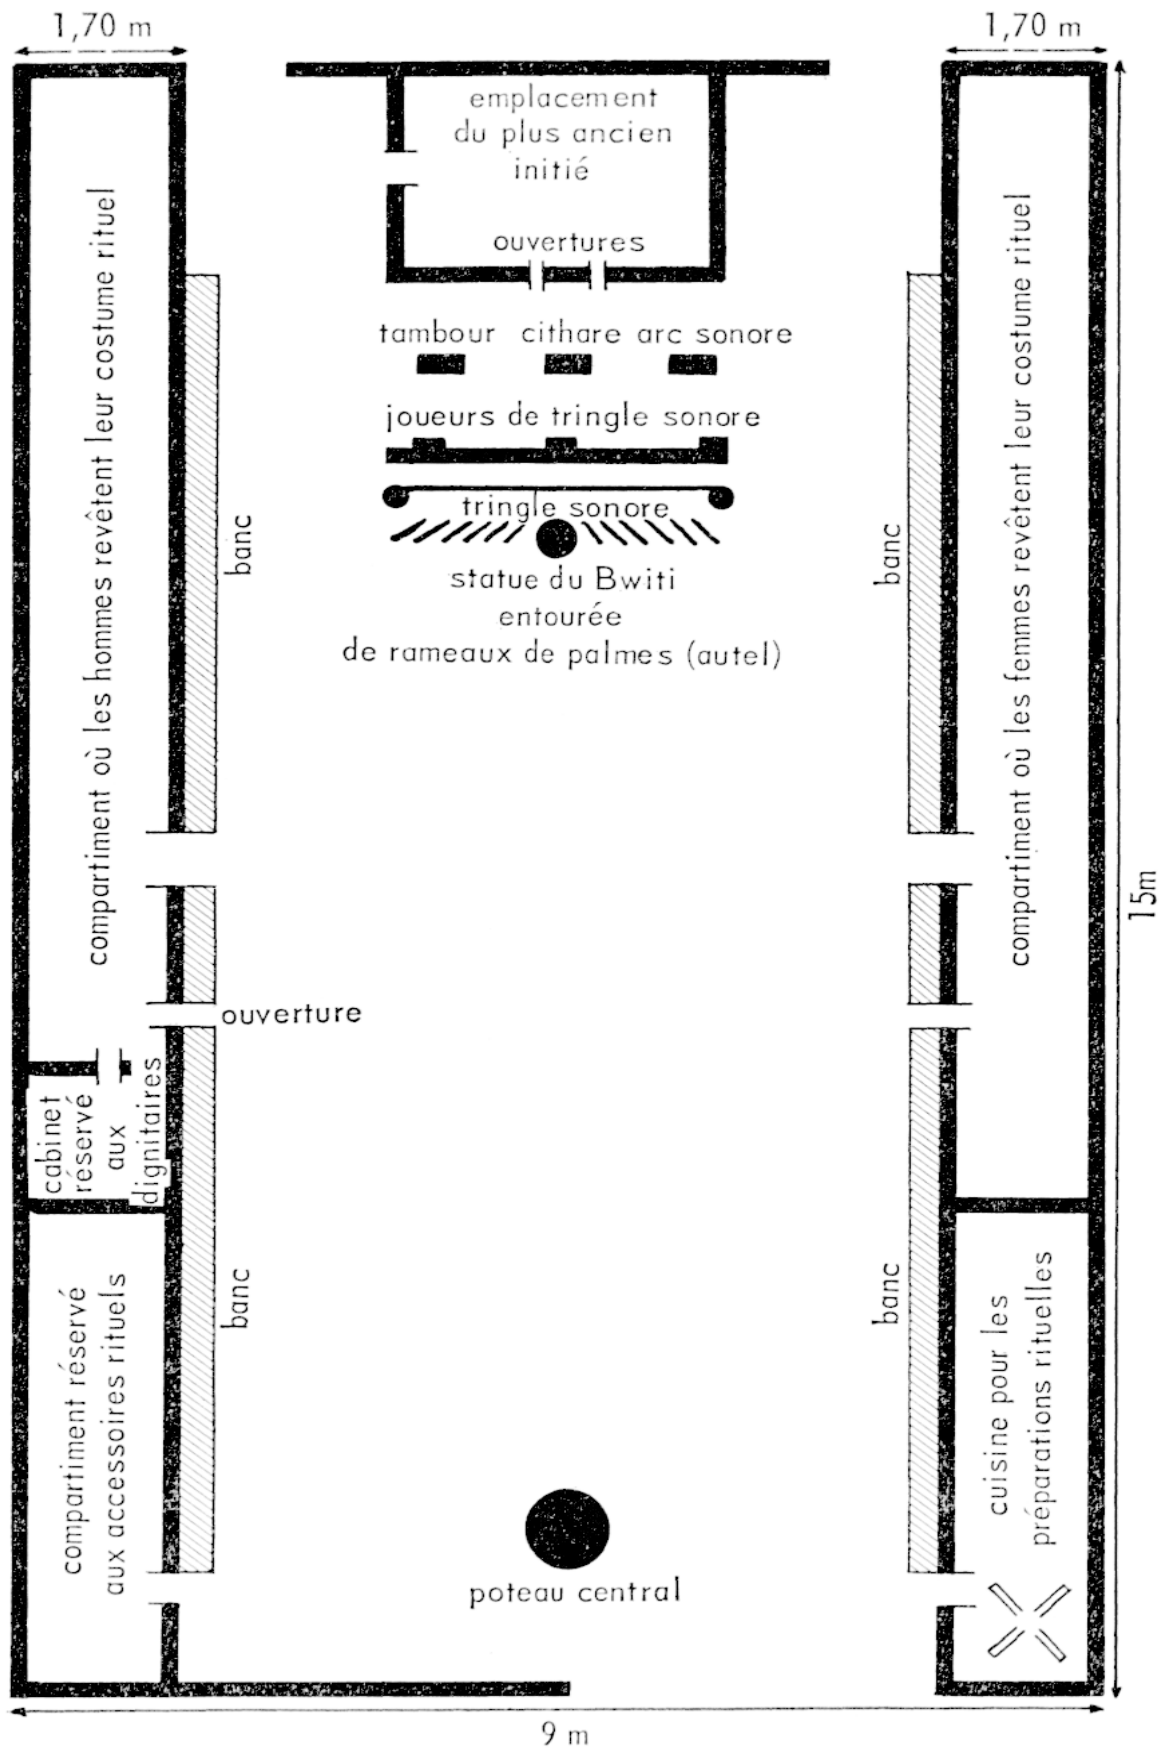 1,70 m
1,70 m
emplacement
du plus ancien
initié
ouvertures
tambour cithare arc sonore
joueurs de tringle sonore
tringle sonore
statue du Bwiti
entourée
de rameaux de palmes (autel)
compartiment où les hommes revêtent leur costume rituel
banc
banc
compartiment où les femmes revêtent leur costume rituel
15m
ouverture
cabinet
réservé
aux
dignitaires
compartiment réservé
aux accessoires rituels
banc
banc
cuisine pour les
préparations rituelles
poteau central
9 m